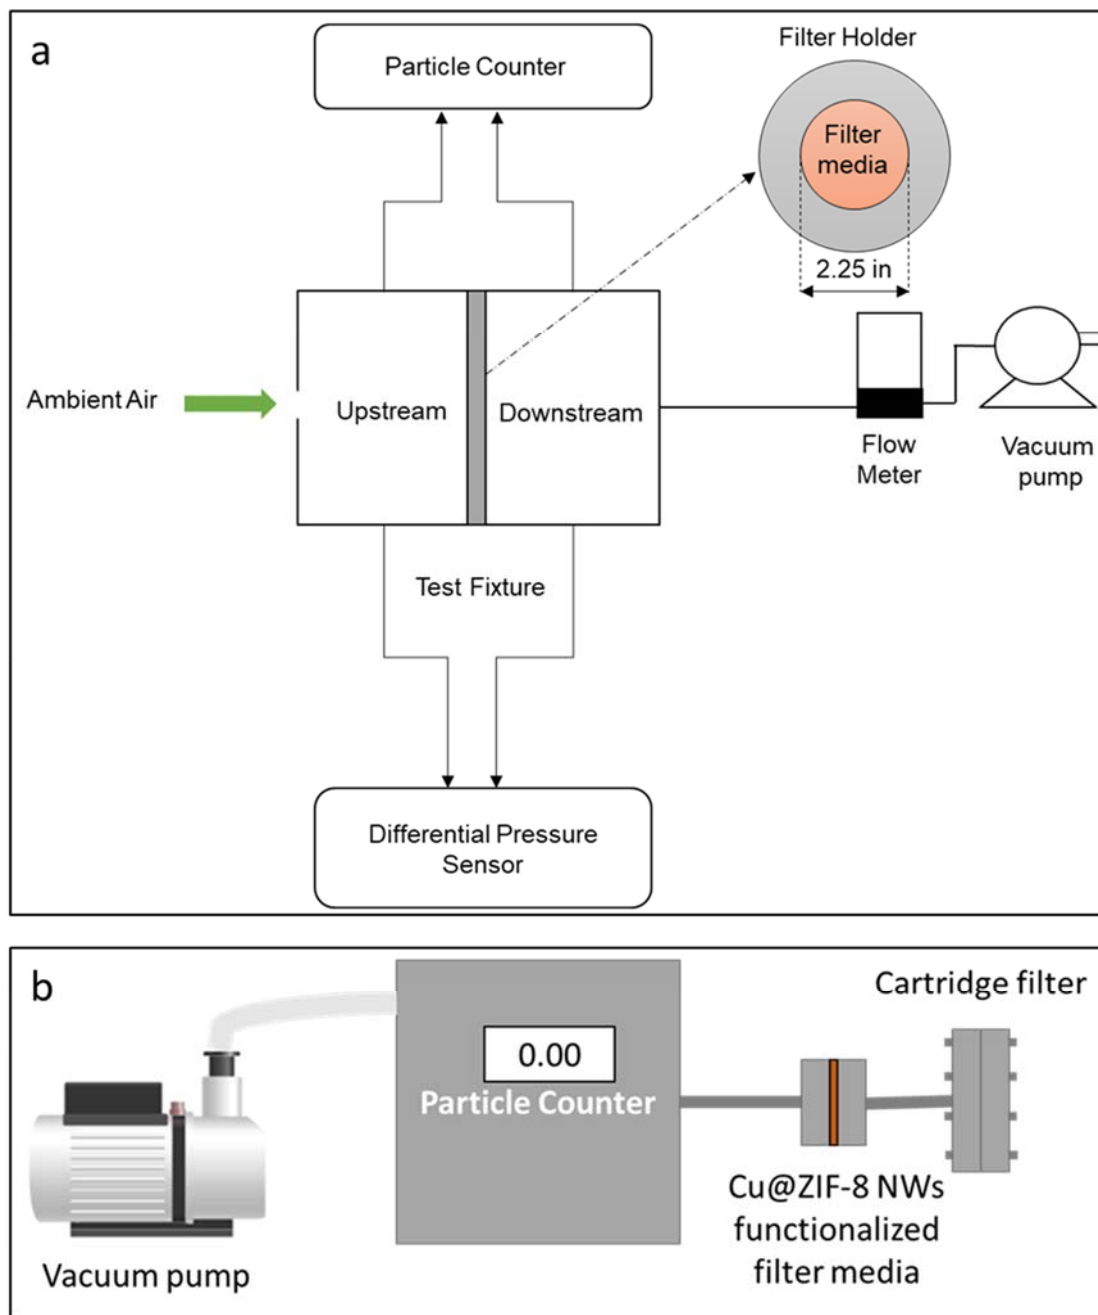 a
Particle Counter
Filter Holder
Filter
media
2.25 in
Ambient Air
Upstream
Downstream
Flow
Meter
Vacuum
pump
Test Fixture
Differential Pressure
Sensor
b
Cartridge filter
0.00
Particle Counter
Cu@ZIF-8 NWs
functionalized
filter media
Vacuum pump